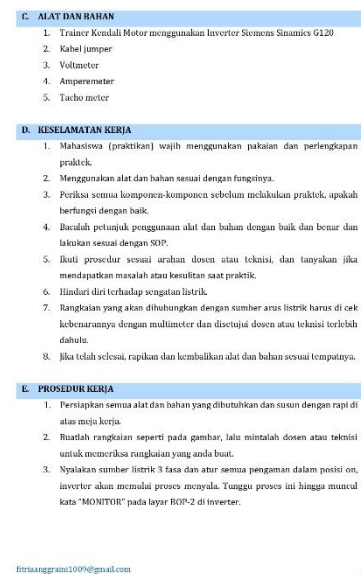 C. ALAT DAN BAHAN
1. Trainer Kendali Motor menggunakan Inverter Siemens Sinamics G120
2. Kabel jumper
3. Voltmeter
4. Amperemeter
5. Tacho meter
D. KESELAMATAN KERJA
1. Mahasiswa (praktikan) wajib menggunakan pakaian dan perlengkapan
praktek.
2. Menggunakan alat dan bahan sesuai dengan fungsinya.
3. Periksa semua komponen-komponen sebelum melakukan praktek, apakah
berfungsi dengan baik.
4. Bacalah petunjuk penggunaan alat dan bahan dengan baik dan benar dan
lakukan sesuai dengan SOP.
5. Ikuti prosedur sesuai arahan dosen atau teknisi, dan tanyakan jika
mendapatkan masalah atau kesulitan saat praktik.
6. Hindari diri terhadap sengatan listrik.
7. Rangkaian yang akan dihubungkan dengan sumber arus listrik harus di cek
kebenarannya dengan multimeter dan disetujui dosen atau teknisi terlebih
dahulu.
8. Jika telah selesai, rapikan dan kembalikan alat dan bahan sesuai tempatnya.
E. PROSEDUR KERJA
1. Persiapkan semua alat dan bahan yang dibutuhkan dan susun dengan rapi di
atas meja kerja.
2. Buatlah rangkaian seperti pada gambar, lalu mintalah dosen atau teknisi
untuk memeriksa rangkaian yang anda buat.
3. Nyalakan sumber listrik 3 fasa dan atur semua pengaman dalam posisi on,
inverter akan memulai proses menyala. Tunggu proses ini hingga muncul
kata "MONITOR" pada layar BOP-2 di inverter.
fitriaanggraini1009@gmail.com